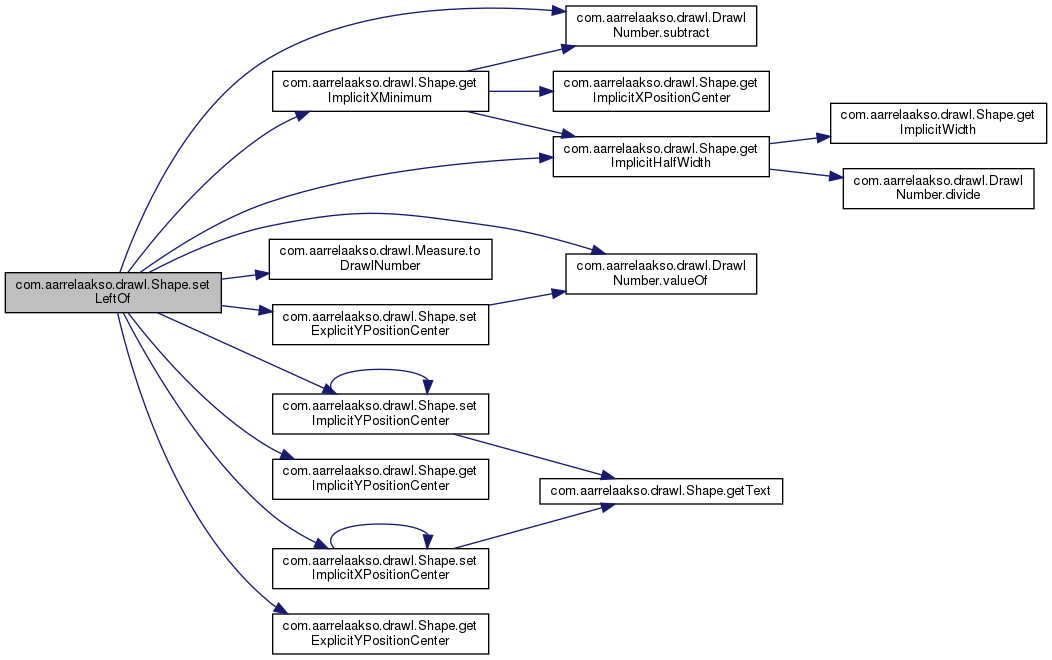 com.aarrelaakso.drawl.Shape.set
LeftOf
com.aarrelaakso.drawl.Shape.get
ImplicitXMinimum
com.aarrelaakso.drawl.Measure.to
DrawlNumber
com.aarrelaakso.drawl.Shape.set
ExplicitYPositionCenter
com.aarrelaakso.drawl.Shape.set
ImplicitYPositionCenter
com.aarrelaakso.drawl.Shape.get
ImplicitYPositionCenter
com.aarrelaakso.drawl.Shape.set
ImplicitXPositionCenter
com.aarrelaakso.drawl.Shape.get
ExplicitYPositionCenter
com.aarrelaakso.drawl.Drawl
Number.subtract
com.aarrelaakso.drawl.Shape.get
ImplicitXPositionCenter
com.aarrelaakso.drawl.Shape.get
ImplicitHalfWidth
com.aarrelaakso.drawl.Drawl
Number.valueOf
com.aarrelaakso.drawl.Shape.getText
com.aarrelaakso.drawl.Shape.get
ImplicitWidth
com.aarrelaakso.drawl.Drawl
Number.divide